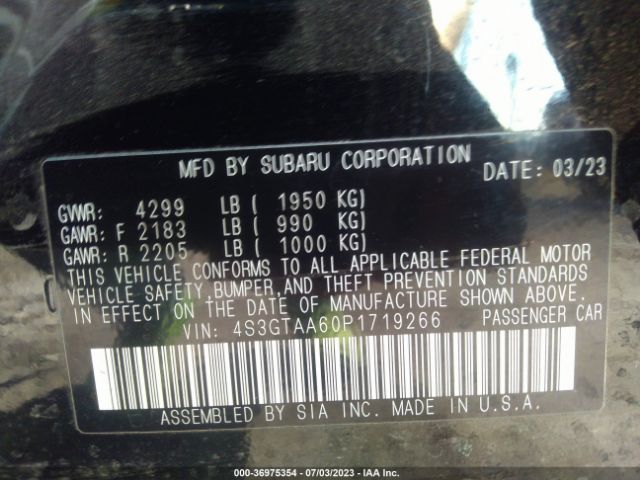 MFD BY SUBARU CORPORATION DATE: 03/23
GVWR: 4299 LB ( 1950 KG)
GAWR: F 2183 LB ( 990 KG)
GAWR: R 2205 LB ( 1000 KG)
THIS VEHICLE CONFORMS TO ALL APPLICABLE FEDERAL MOTOR
VEHICLE SAFETY,BUMPER,AND THEFT PREVENTION STANDARDS
IN EFFECT ON THE DATE OF MANUFACTURE SHOWN ABOVE.
VIN: 4S3GTAA60P1719266 PASSENGER CAR
ASSEMBLED BY SIA INC. MADE IN U.S.A.
000-36975354 | 07/03/2023 | IAA Inc.